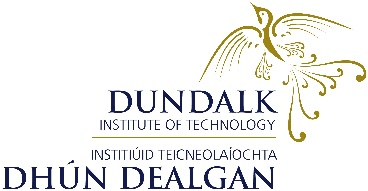 DUNDALK
INSTITUTE OF TECHNOLOGY
INSTITIÚID TEICNEOLAÍOCHTA
DHÚN DEALGAN